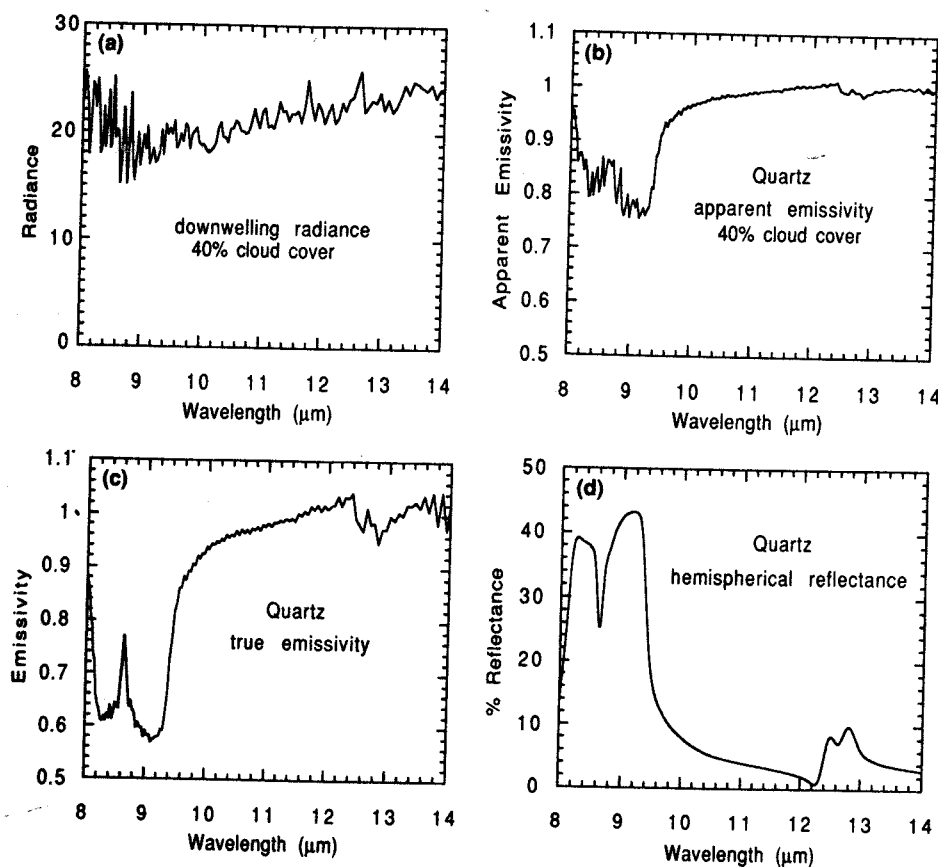 (a)
30
20
10
0
Radiance
downwelling radiance
40% cloud cover
8 9 10 11 12 13 14
Wavelength (μm)
(b)
1.1
1
0.9
0.8
0.7
0.6
0.5
Apparent Emissivity
Quartz
apparent emissivity
40% cloud cover
8 9 10 11 12 13 14
Wavelength (μm)
(c)
1.1
1
0.9
0.8
0.7
0.6
0.5
Emissivity
Quartz
true emissivity
8 9 10 11 12 13 14
Wavelength (μm)
(d)
50
40
30
20
10
0
% Reflectance
Quartz
hemispherical reflectance
8 9 10 11 12 13 14
Wavelength (μm)